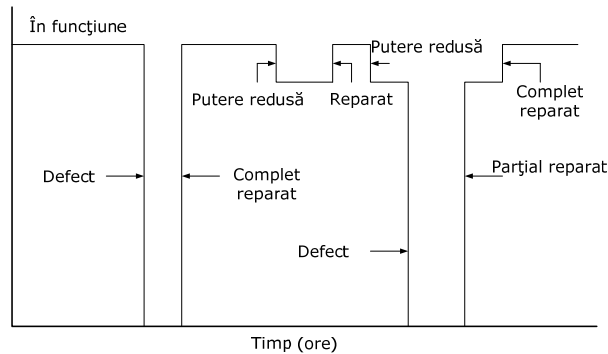 În funcţiune
Putere redusă
Putere redusă
Reparat
Complet
reparat
Defect
Complet
reparat
Parţial reparat
Defect
Timp (ore)